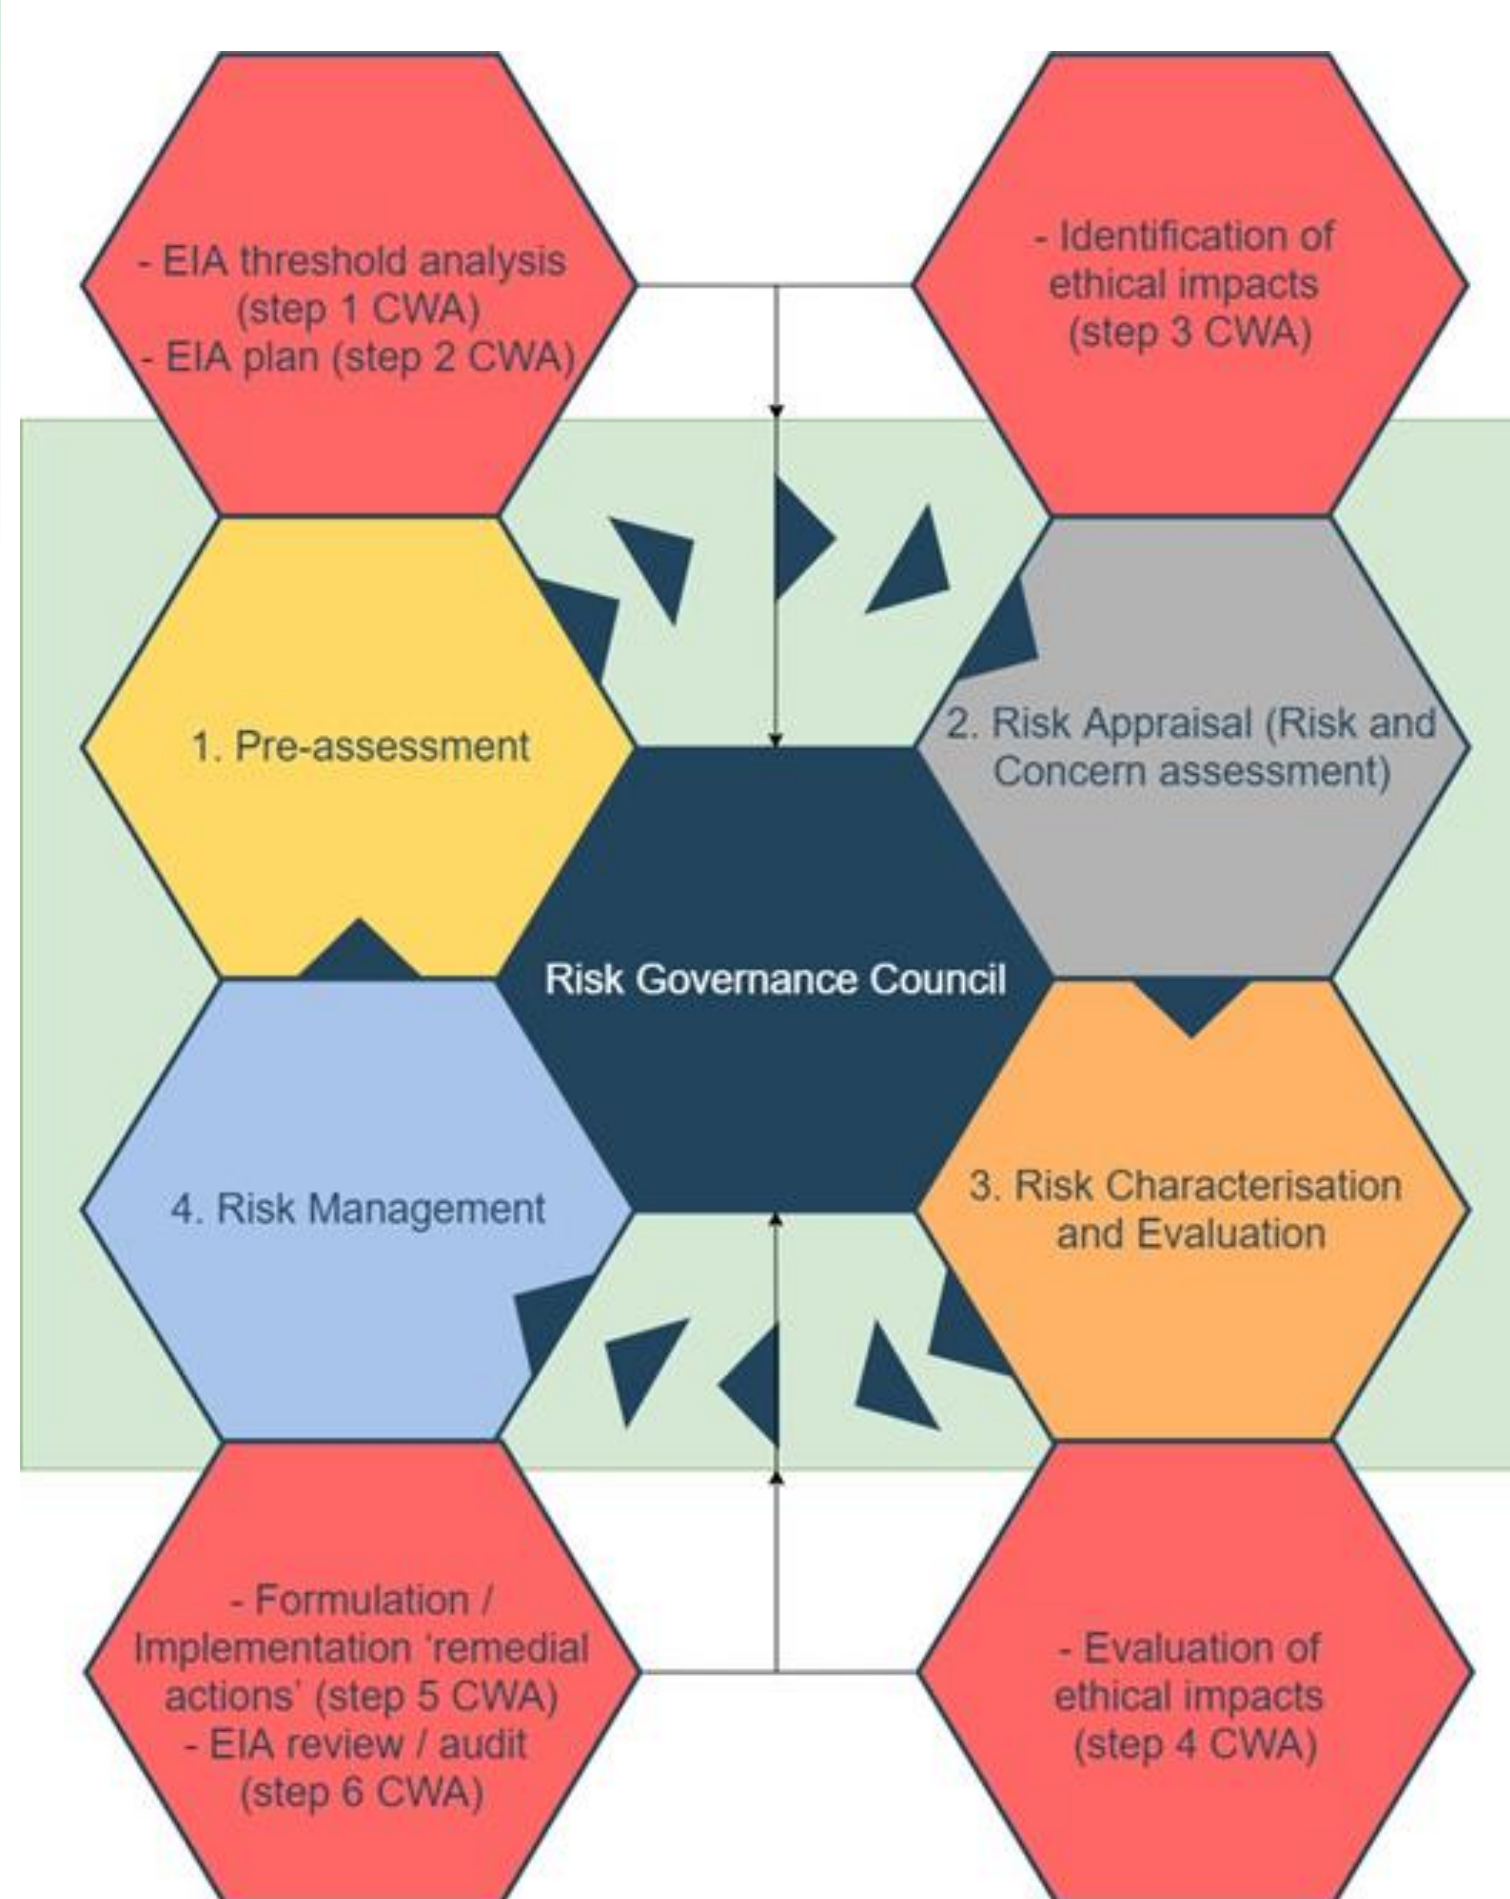 - EIA threshold analysis
(step 1 CWA)
- EIA plan (step 2 CWA)
- Identification of
ethical impacts
(step 3 CWA)
1. Pre-assessment
2. Risk Appraisal (Risk and
Concern assessment)
Risk Governance Council
4. Risk Management
3. Risk Characterisation
and Evaluation
- Formulation /
Implementation ‘remedial
actions’ (step 5 CWA)
- EIA review / audit
(step 6 CWA)
- Evaluation of
ethical impacts
(step 4 CWA)